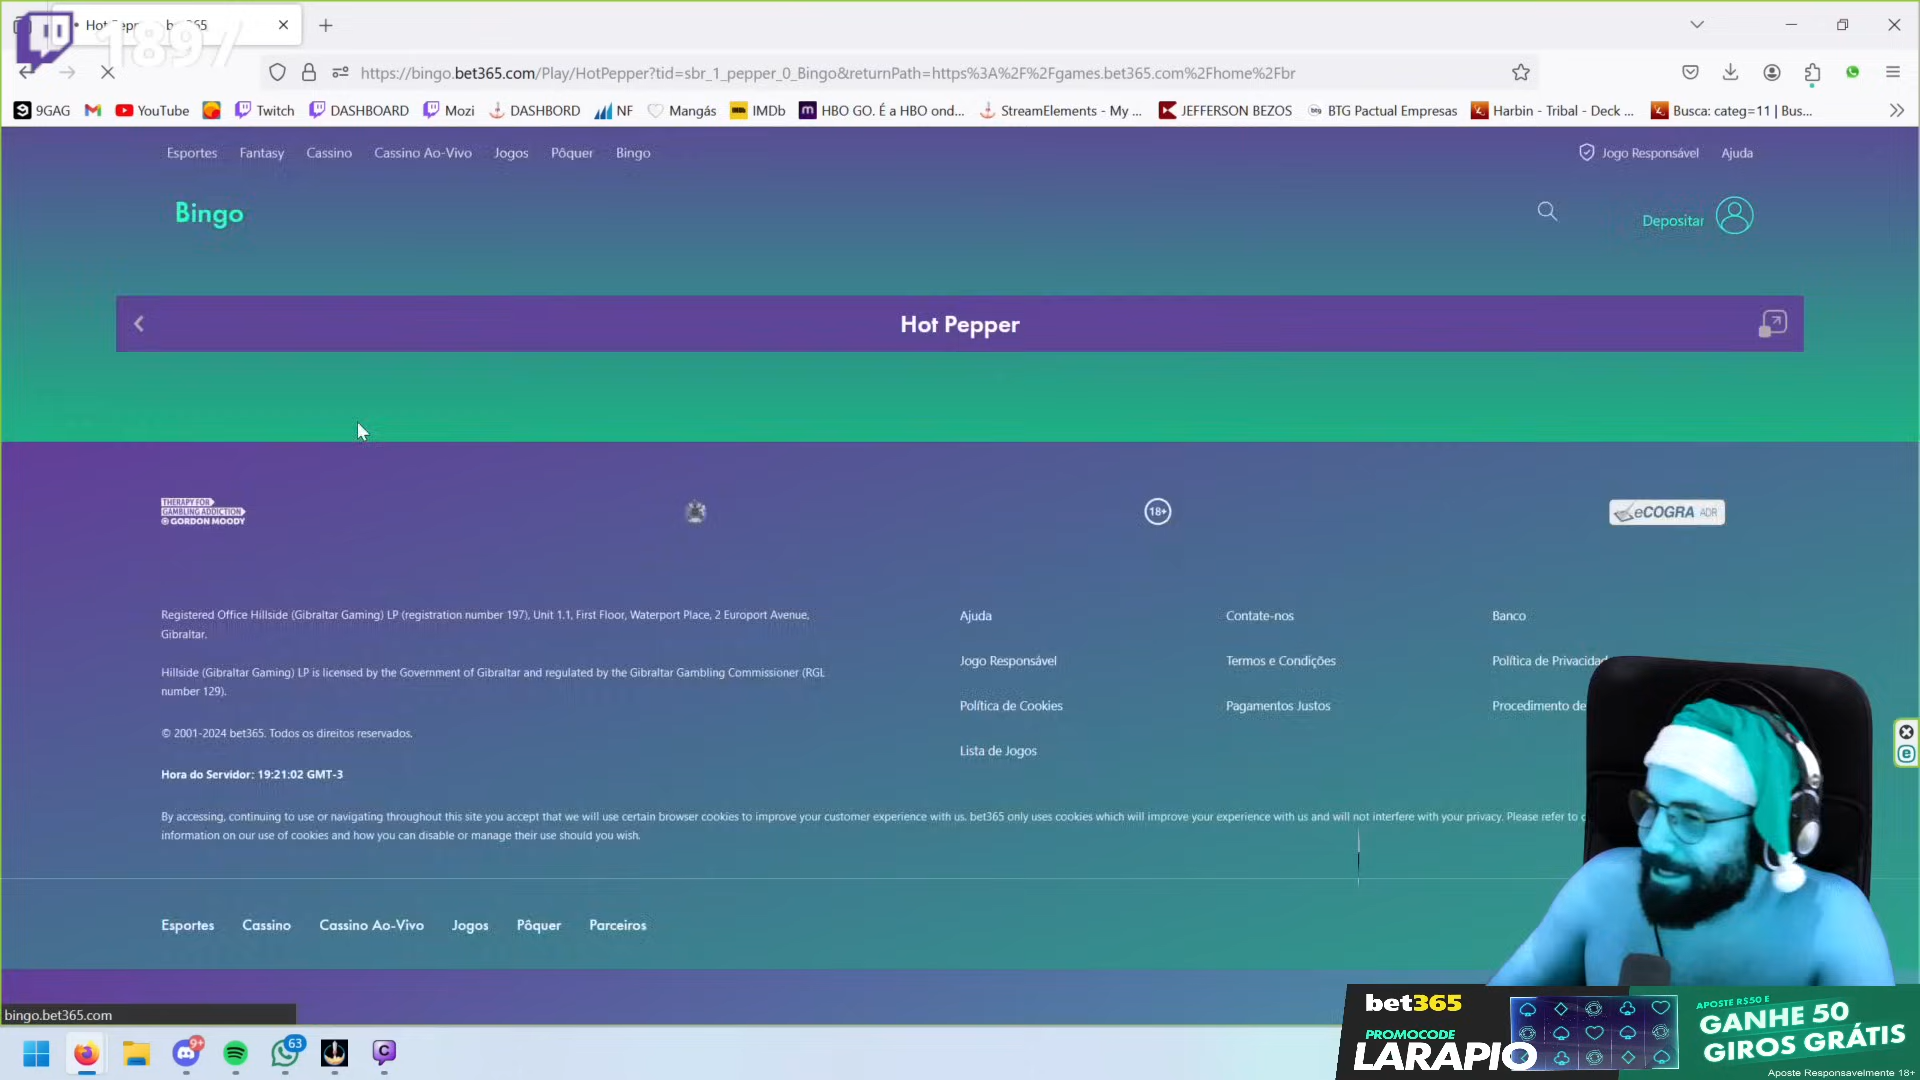 Hot Pepper - bet365
1897
https://bingo.bet365.com/Play/HotPepper?tid=sbr_1_pepper_0_Bingo&returnPath=https%3A%2F%2Fgames.bet365.com%2Fhome%2Fbr
9GAG YouTube Twitch DASHBOARD Mozi DASHBORD NF Mangás IMDb HBO GO. É a HBO ond... StreamElements - My ... JEFFERSON BEZOS BTG Pactual Empresas Harbin - Tribal - Deck ... Busca: categ=11 | Bus...
Esportes Fantasy Cassino Cassino Ao-Vivo Jogos Pôquer Bingo Jogo Responsável Ajuda
Bingo
Depositar
Hot Pepper
THERAPY FOR
GAMBLING ADDICTION
GORDON MOODY
18+
eCOGRA ADR
Registered Office Hillside (Gibraltar Gaming) LP (registration number 197), Unit 1.1, First Floor, Waterport Place, 2 Europort Avenue,
Gibraltar.
Hillside (Gibraltar Gaming) LP is licensed by the Government of Gibraltar and regulated by the Gibraltar Gambling Commissioner (RGL
number 129).
© 2001-2024 bet365. Todos os direitos reservados.
Hora do Servidor: 19:21:02 GMT-3
Ajuda Contate-nos Banco
Jogo Responsável Termos e Condições Política de Privacidad
Política de Cookies Pagamentos Justos Procedimento de
Lista de Jogos
By accessing, continuing to use or navigating throughout this site you accept that we will use certain browser cookies to improve your customer experience with us. bet365 only uses cookies which will improve your experience with us and will not interfere with your privacy. Please refer to
information on our use of cookies and how you can disable or manage their use should you wish.
Esportes Cassino Cassino Ao-Vivo Jogos Pôquer Parceiros
bingo.bet365.com
9+
63
bet365
PROMOCODE
LARAPIO
APOSTE R$50 E
GANHE 50
GIROS GRÁTIS
Aposte Responsavelmente 18+